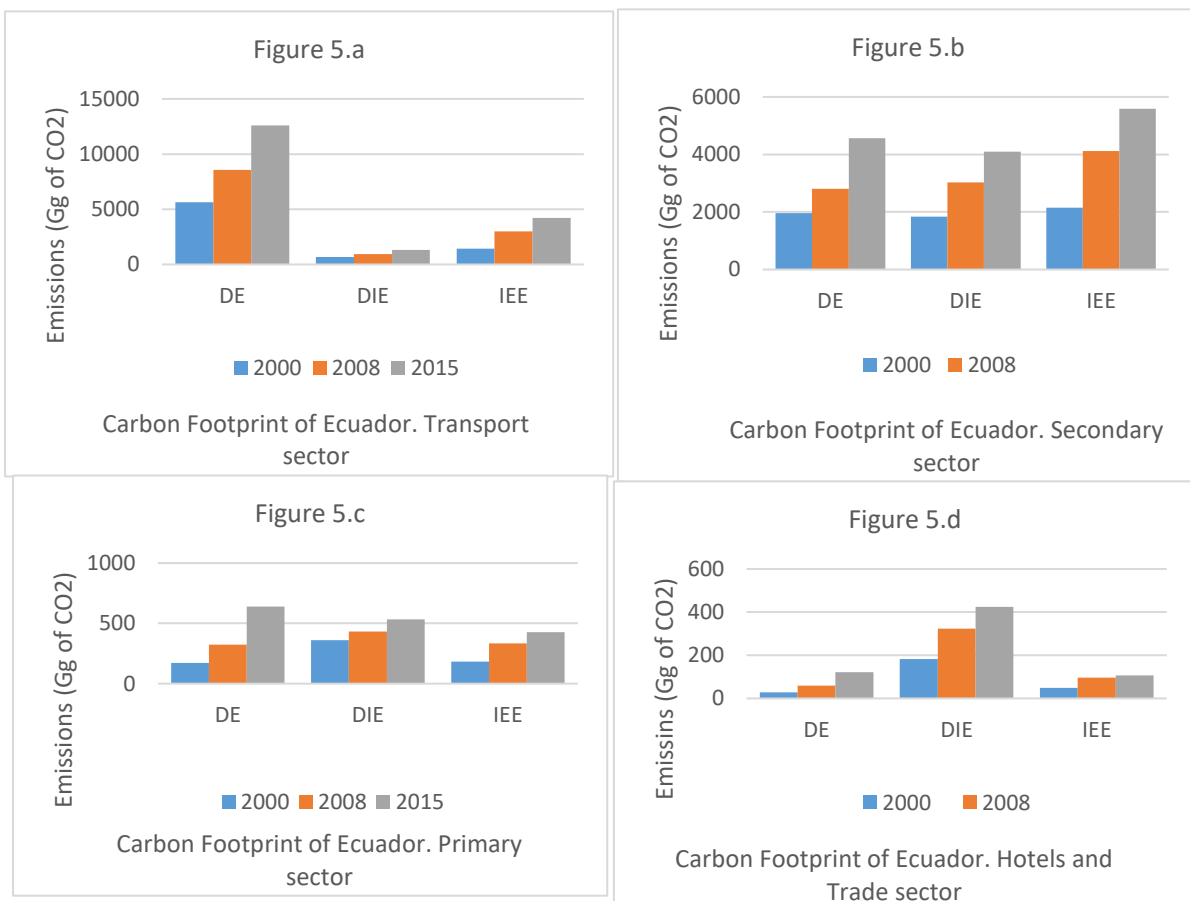 Figure 5.a
Emissions (Gg of CO2)
15000
10000
5000
0
DE DIE IEE
2000 2008 2015
Carbon Footprint of Ecuador. Transport
sector
Figure 5.b
Emissions (Gg of CO2)
6000
4000
2000
0
DE DIE IEE
2000 2008
Carbon Footprint of Ecuador. Secondary
sector
Figure 5.c
Emissions (Gg of CO2)
1000
500
0
DE DIE IEE
2000 2008 2015
Carbon Footprint of Ecuador. Primary
sector
Figure 5.d
Emissins (Gg of CO2)
600
400
200
0
DE DIE IEE
2000 2008
Carbon Footprint of Ecuador. Hotels and
Trade sector